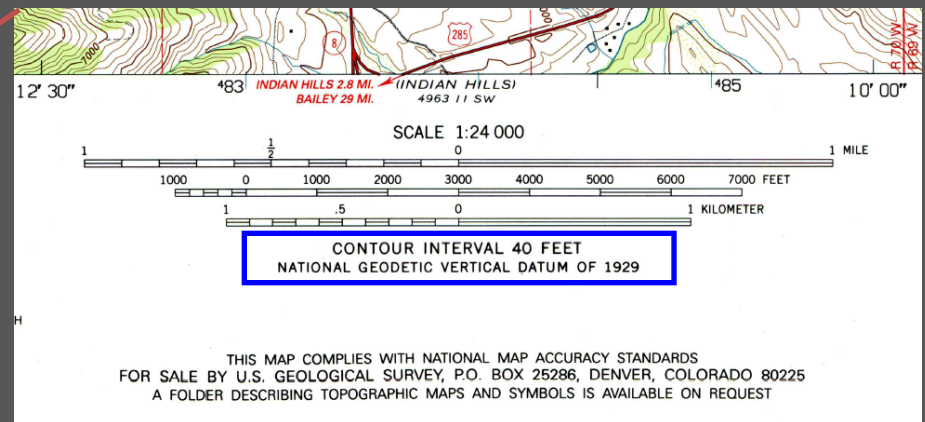 7000
8
285
1000
R 70 W
R 69 W
12' 30"
483
INDIAN HILLS 2.8 MI.
BAILEY 29 MI.
(INDIAN HILLS)
4963 II SW
485
10' 00"
SCALE 1:24 000
1 1/2 0 1 MILE
1000 0 1000 2000 3000 4000 5000 6000 7000 FEET
1 .5 0 1 KILOMETER
CONTOUR INTERVAL 40 FEET
NATIONAL GEODETIC VERTICAL DATUM OF 1929
H
THIS MAP COMPLIES WITH NATIONAL MAP ACCURACY STANDARDS
FOR SALE BY U.S. GEOLOGICAL SURVEY, P.O. BOX 25286, DENVER, COLORADO 80225
A FOLDER DESCRIBING TOPOGRAPHIC MAPS AND SYMBOLS IS AVAILABLE ON REQUEST